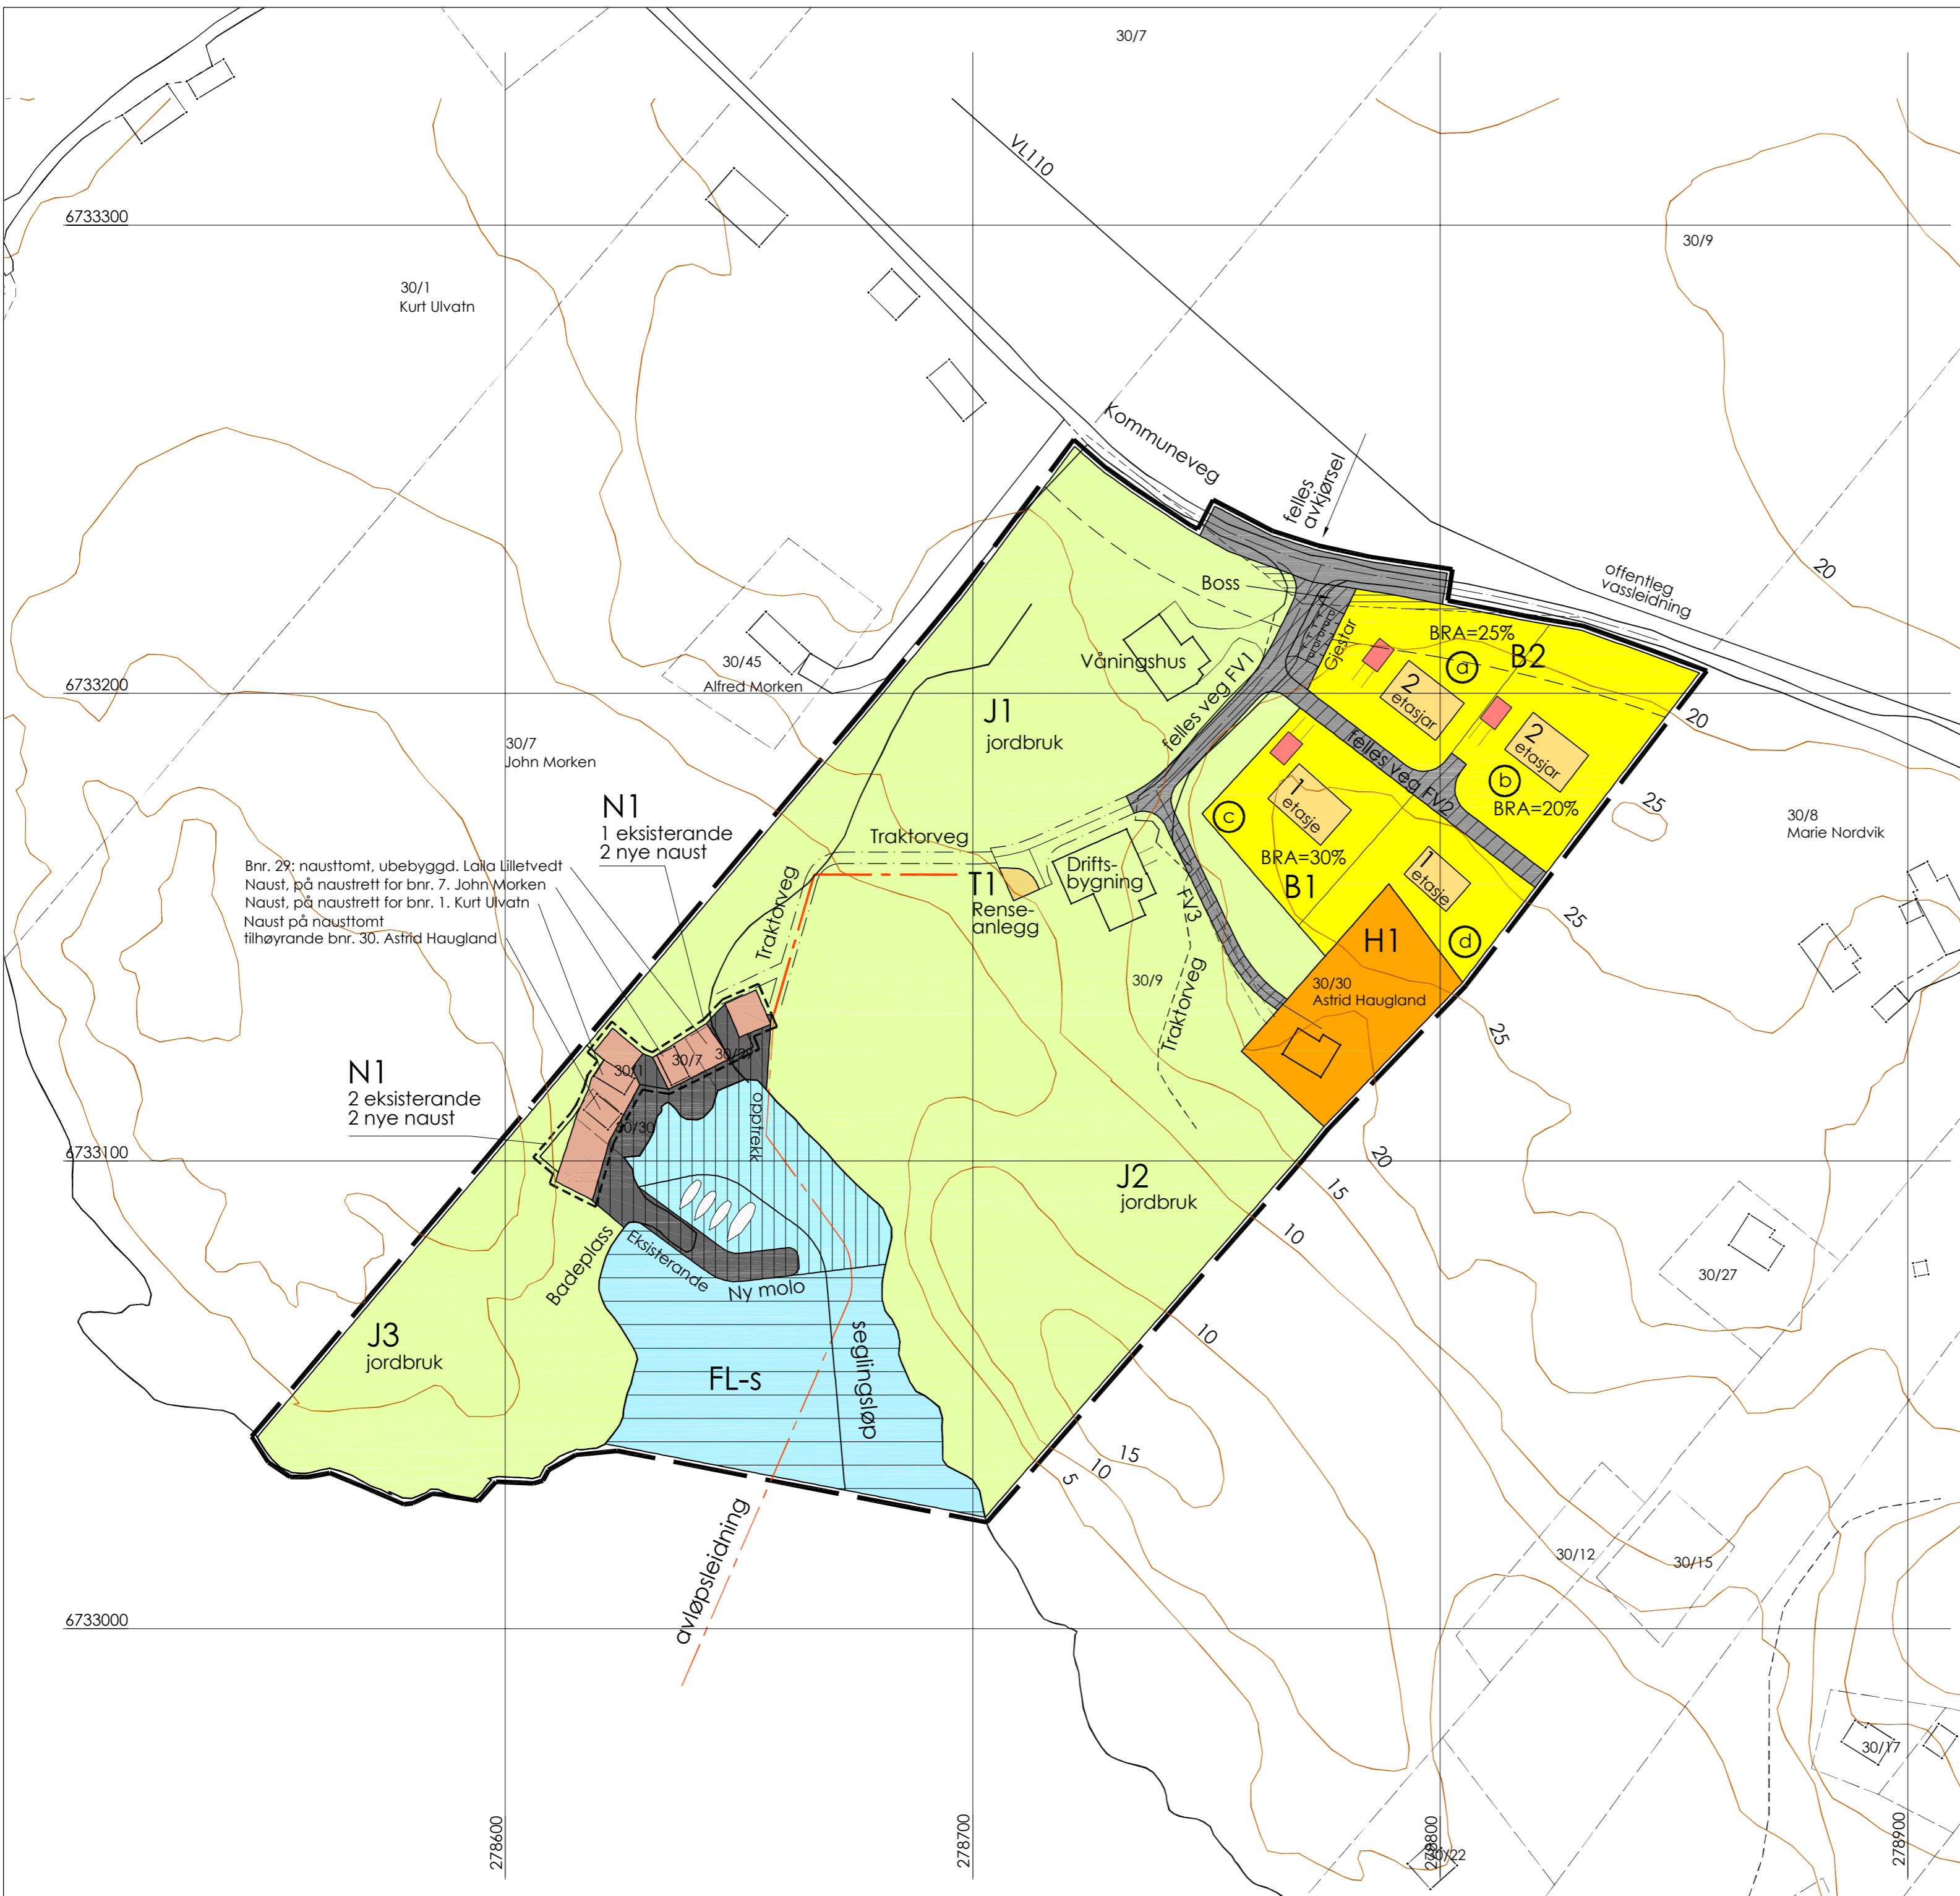 30/7
VL110
6733300
30/9
30/1
Kurt Ulvatn
Kommuneveg
felles
avkjørsel
offentleg
vassleidning
20
Boss
Gjestar
BRA=25%
a
B2
2
etasjar
2
etasjar
b
BRA=20%
20
Våningshus
felles veg FV1
felles veg FV2
30/45
Alfred Morken
6733200
J1
jordbruk
30/7
John Morken
N1
1 eksisterande
2 nye naust
Bnr. 29: nausttomt, ubebyggd. Laila Lilletvedt
Naust, på naustrett for bnr. 7. John Morken
Naust, på naustrett for bnr. 1. Kurt Ulvatn
Naust på nausttomt
tilhøyrande bnr. 30. Astrid Haugland
Traktorveg
Traktorveg
T1
Rense-
anlegg
Drifts-
bygning
FV3
c
1
etasje
BRA=30%
B1
1
etasje
d
25
30/8
Marie Nordvik
25
H1
30/30
Astrid Haugland
30/9
Traktorveg
25
N1
2 eksisterande
2 nye naust
30/1
30/7
30/29
30/30
opptrekk
6733100
J2
jordbruk
20
15
10
10
Badeplass
Eksisterande
Ny molo
seglingsløp
FL-s
J3
jordbruk
30/27
15
10
5
avløpsleidning
30/12
30/15
6733000
30/17
30/22
278600
278700
278800
278900